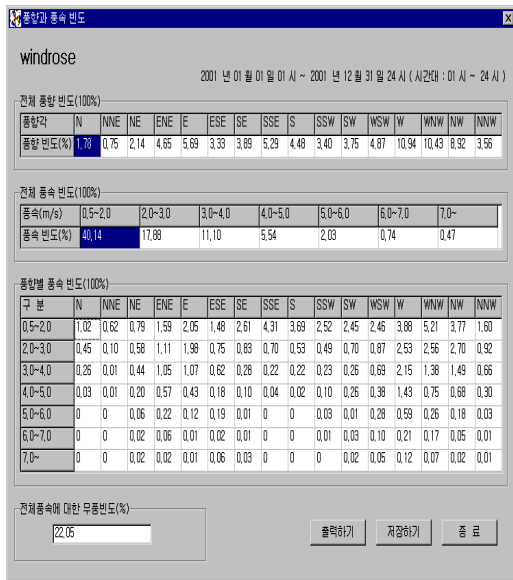 풍향과 풍속 빈도
windrose
2001 년 01 월 01 일 01 시 ~ 2001 년 12 월 31 일 24 시 ( 시간대 : 01 시 ~ 24 시 )
전체 풍향 빈도(100%)
풍향각 N NNE NE ENE E ESE SE SSE S SSW SW WSW W WNW NW NNW
풍향 빈도(%) 1,78 0,75 2,14 4,65 5,69 3,33 3,89 5,29 4,48 3,40 3,75 4,87 10,94 10,43 8,92 3,56
전체 풍속 빈도(100%)
풍속(m/s) 0,5~2,0 2,0~3,0 3,0~4,0 4,0~5,0 5,0~6,0 6,0~7,0 7,0~
풍속 빈도(%) 40,14 17,88 11,10 5,54 2,03 0,74 0,47
풍향별 풍속 빈도(100%)
구 분 N NNE NE ENE E ESE SE SSE S SSW SW WSW W WNW NW NNW
0,5~2,0 1,02 0,62 0,79 1,59 2,05 1,48 2,61 4,31 3,69 2,52 2,45 2,46 3,88 5,21 3,77 1,60
2,0~3,0 0,45 0,10 0,58 1,11 1,98 0,75 0,83 0,70 0,53 0,49 0,70 0,87 2,53 2,56 2,70 0,92
3,0~4,0 0,26 0,01 0,44 1,05 1,07 0,62 0,28 0,22 0,22 0,23 0,26 0,69 2,15 1,38 1,49 0,66
4,0~5,0 0,03 0,01 0,20 0,57 0,43 0,18 0,10 0,04 0,02 0,10 0,26 0,38 1,43 0,75 0,68 0,30
5,0~6,0 0 0 0,06 0,22 0,12 0,19 0,01 0 0 0,03 0,01 0,28 0,59 0,26 0,18 0,03
6,0~7,0 0 0 0,02 0,06 0,01 0,02 0,01 0 0 0,01 0,03 0,10 0,21 0,17 0,05 0,01
7,0~ 0 0 0,02 0,02 0,01 0,06 0,03 0 0 0 0,02 0,05 0,12 0,07 0,02 0,01
전체풍속에 대한 무풍빈도(%)
22,05
출력하기 저장하기 종 료